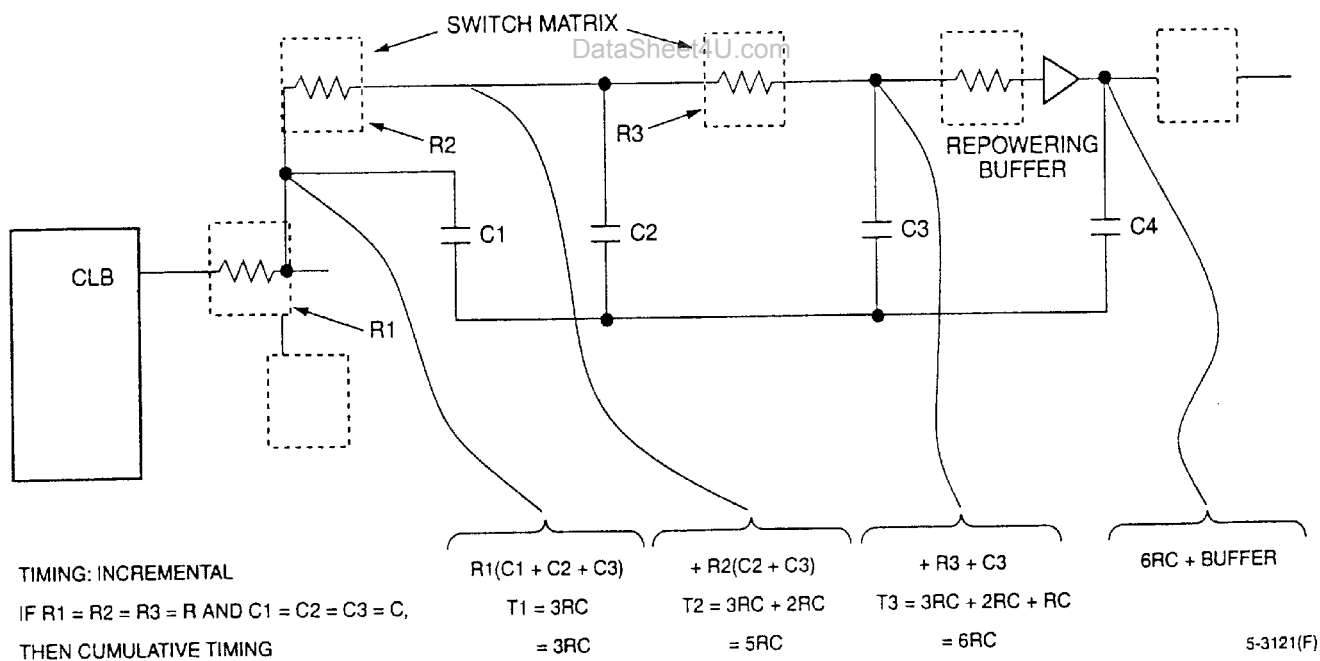 SWITCH MATRIX
DataSheet4U.com
R2
R3
REPOWERING
BUFFER
C1
C2
C3
C4
CLB
R1
R1(C1 + C2 + C3)
+ R2(C2 + C3)
+ R3 + C3
6RC + BUFFER
TIMING: INCREMENTAL
IF R1 = R2 = R3 = R AND C1 = C2 = C3 = C,
T1 = 3RC
T2 = 3RC + 2RC
T3 = 3RC + 2RC + RC
THEN CUMULATIVE TIMING
= 3RC
= 5RC
= 6RC
5-3121(F)